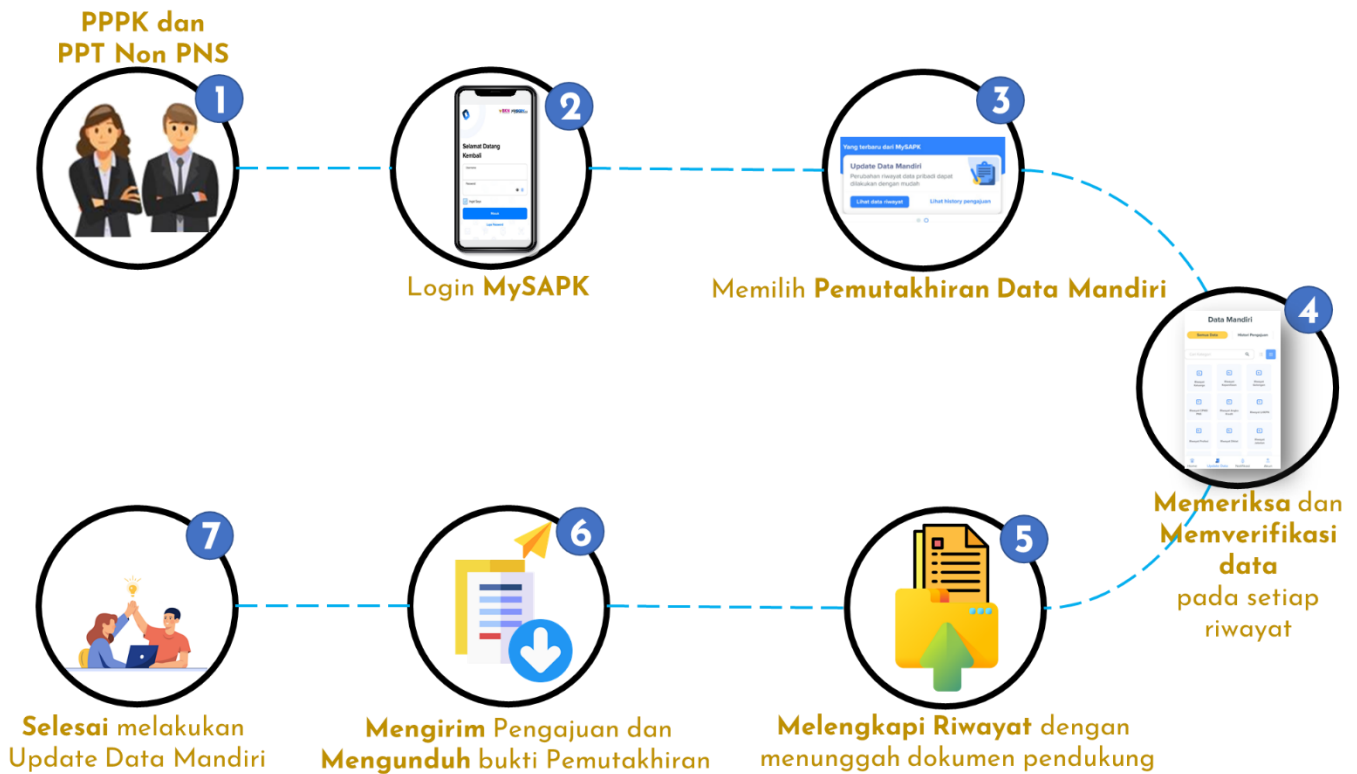 PPPK dan
PPT Non PNS
1
2
Selamat Datang
Kembali
Masuk
Login MySAPK
3
Yang terbaru dari MySAPK
Update Data Mandiri
Perubahan riwayat data pribadi dapat
dilakukan dengan mudah
Lihat data riwayat
Lihat History pengajuan
Memilih Pemutakhiran Data Mandiri
4
Data Mandiri
Memeriksa dan
Memverifikasi
data
pada setiap
riwayat
5
Melengkapi Riwayat dengan
menunggah dokumen pendukung
6
Mengirim Pengajuan dan
Mengunduh bukti Pemutakhiran
7
Selesai melakukan
Update Data Mandiri